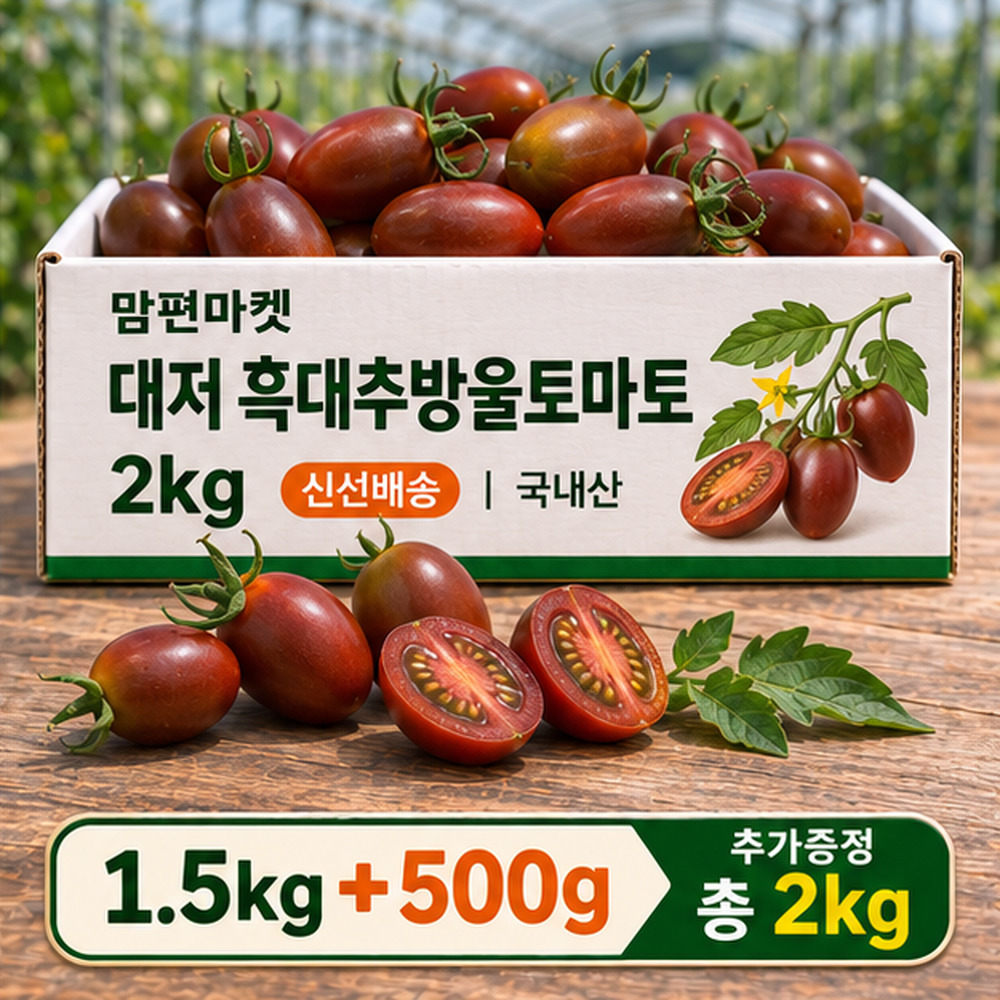 맘편마켓
대저 흑대추방울토마토
2kg 신선배송 | 국내산
1.5kg + 500g
추가증정
총 2kg